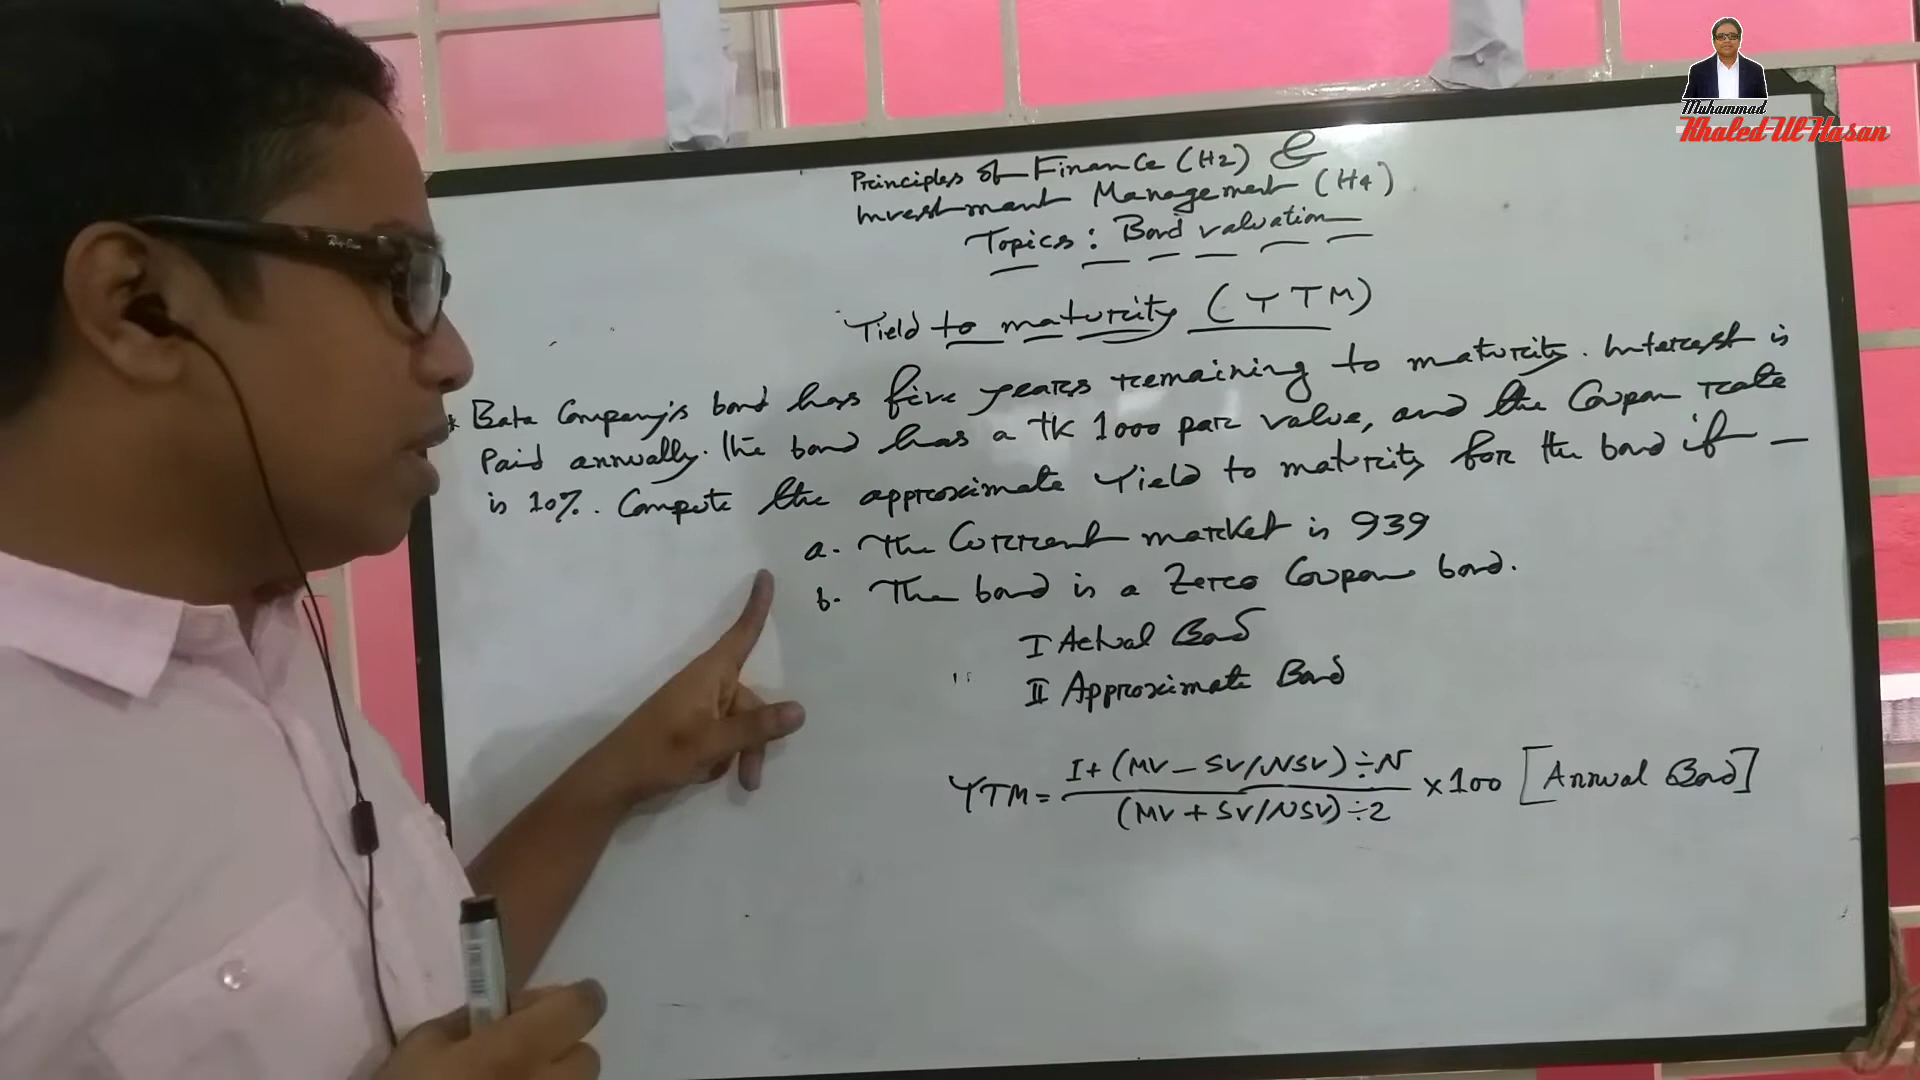 Muhammad
Khaled-Ul-Hasan
Ray-Ban
Principles of Finance (H2) &
Investment Management (H4)
Topics : Bond valuation
Yield to maturity (YTM)
* Bata Company's bond has five years remaining to maturity. Interest is
paid annually. The bond has a TK 1000 par value, and the Coupon rate
is 10%. Compute the approximate Yield to maturity for the bond if —
a. The Current market is 939
b. The bond is a Zero Coupon bond.
I Actual Bond
II Approximate Bond
YTM = I + (MV - SV/NSV) ÷ N / (MV + SV/NSV) ÷ 2 × 100 [Annual Bond]